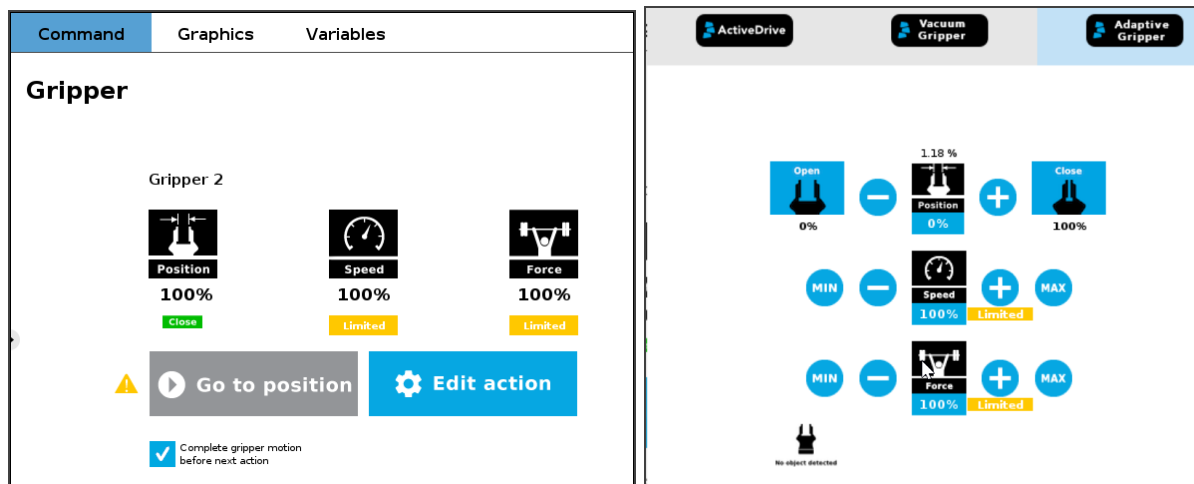 Command Graphics Variables
Gripper
Gripper 2
Position Speed Force
100% 100% 100%
Close Limited Limited
Go to position Edit action
Complete gripper motion
before next action
ActiveDrive Vacuum Gripper Adaptive Gripper
1.18 %
Open Position Close
0% 0% 100%
MIN Speed MAX
100% Limited
MIN Force MAX
100% Limited
No object detected